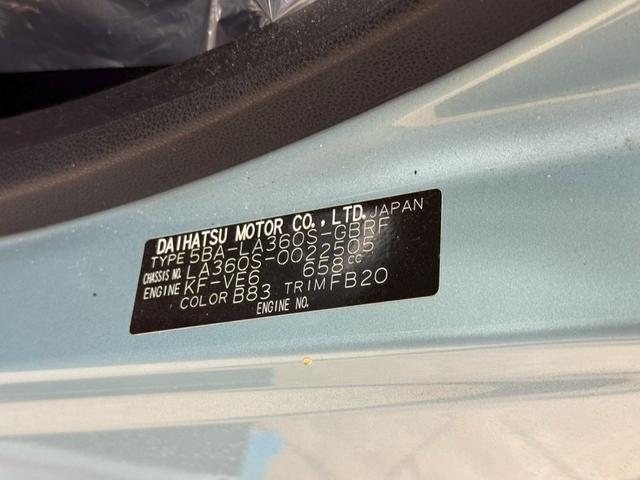 DAIHATSU MOTOR CO., LTD. JAPAN
TYPE 5BA-LA360S-GBRF
CHASSIS NO. LA360S-0022505
ENGINE KF-VE6 658cc
COLOR B83 TRIM FB20
ENGINE NO.